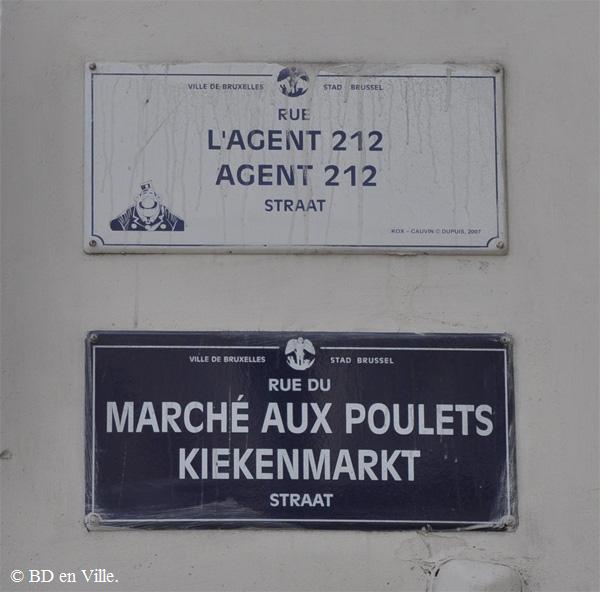 VILLE DE BRUXELLES STAD BRUSSEL
RUE
L'AGENT 212
AGENT 212
STRAAT
KOX – CAUVIN © DUPUIS, 2007
VILLE DE BRUXELLES STAD BRUSSEL
RUE DU
MARCHÉ AUX POULETS
KIEKENMARKT
STRAAT
© BD en Ville.